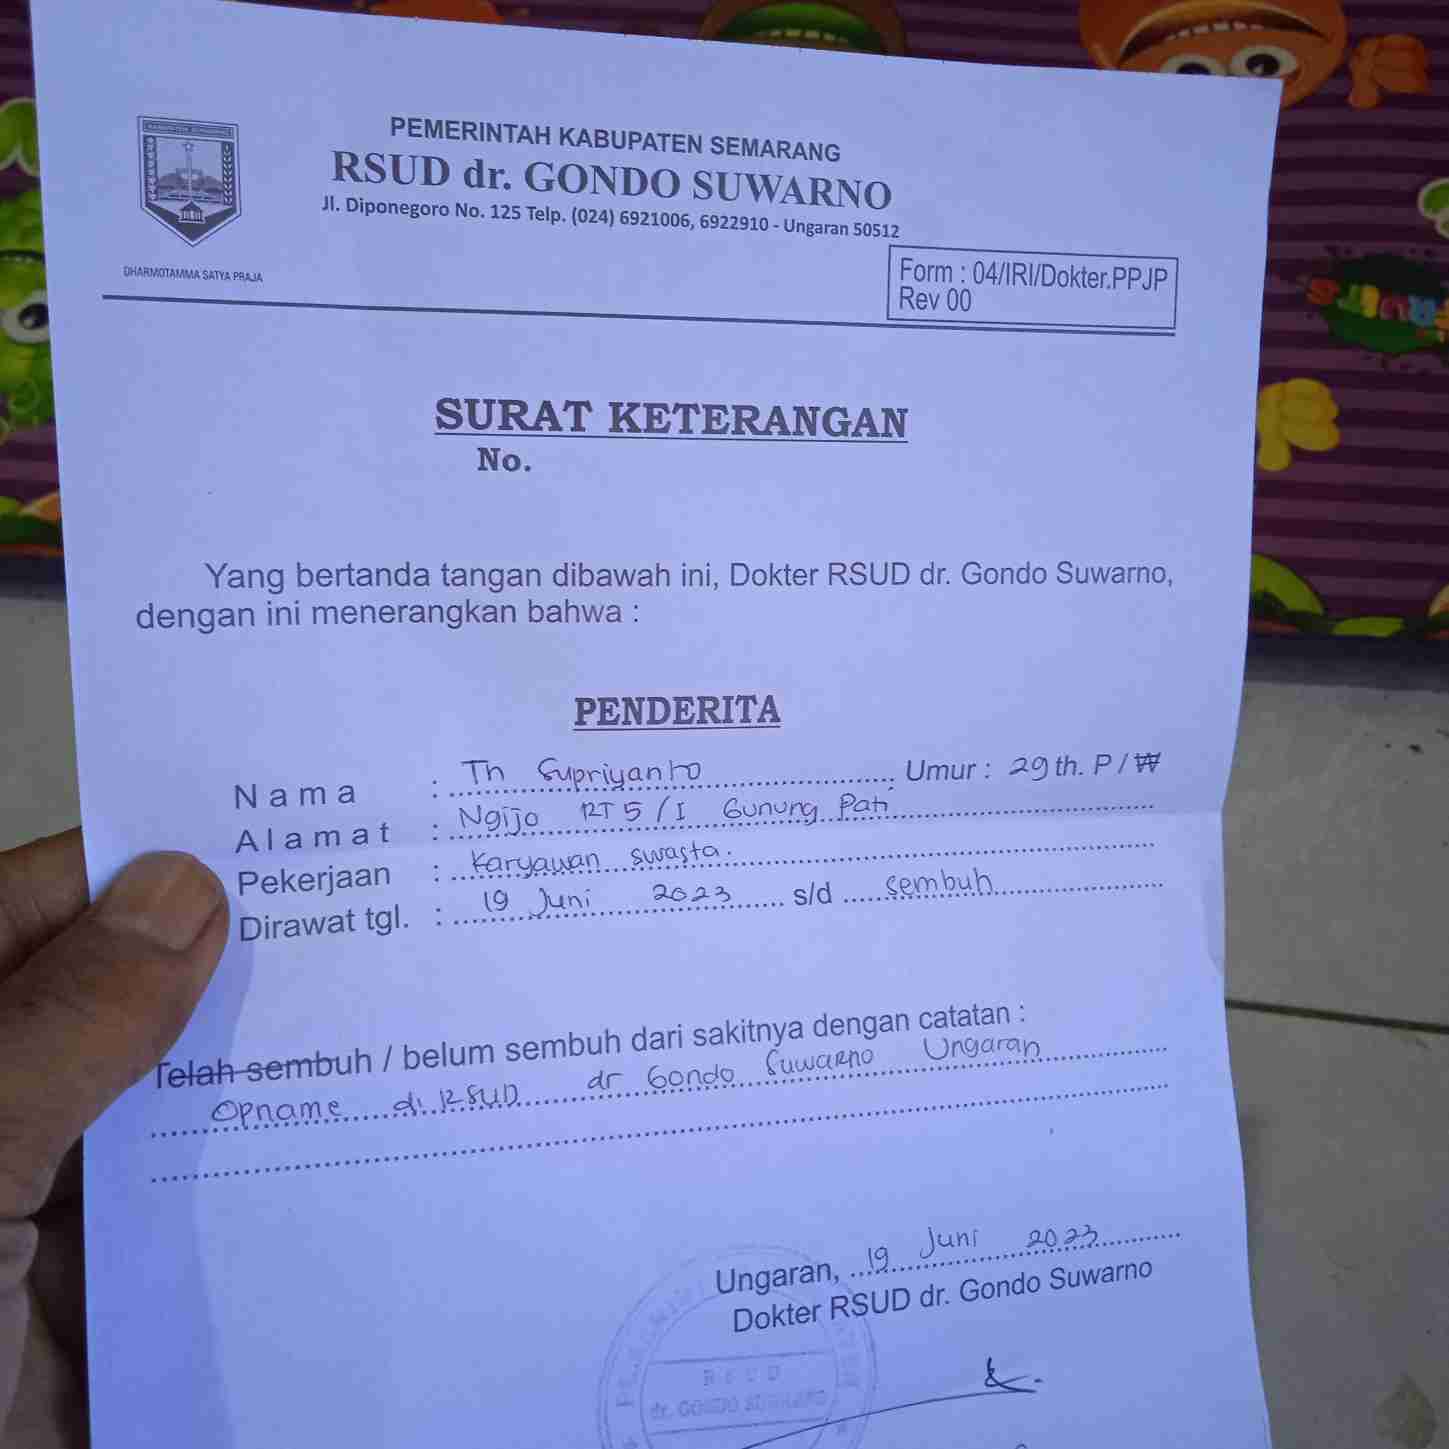 PEMERINTAH KABUPATEN SEMARANG
RSUD dr. GONDO SUWARNO
Jl. Diponegoro No. 125 Telp. (024) 6921006, 6922910 - Ungaran 50512
DHARMOTAMMA SATYA PRAJA
Form : 04/IRI/Dokter.PPJP
Rev 00
SURAT KETERANGAN
No.
Yang bertanda tangan dibawah ini, Dokter RSUD dr. Gondo Suwarno,
dengan ini menerangkan bahwa :
PENDERITA
Nama : Th Supriyanto Umur : 29 th. P / W
Alamat : Ngijo RT 5 / I Gunung Pati
Pekerjaan : Karyawan swasta.
Dirawat tgl. : 19 Juni 2023 s/d sembuh
Telah sembuh / belum sembuh dari sakitnya dengan catatan :
Opname di RSUD dr Gondo Suwarno Ungaran
Ungaran, 19 Juni 2023
Dokter RSUD dr. Gondo Suwarno
RSUD
dr. GONDO SUWARNO